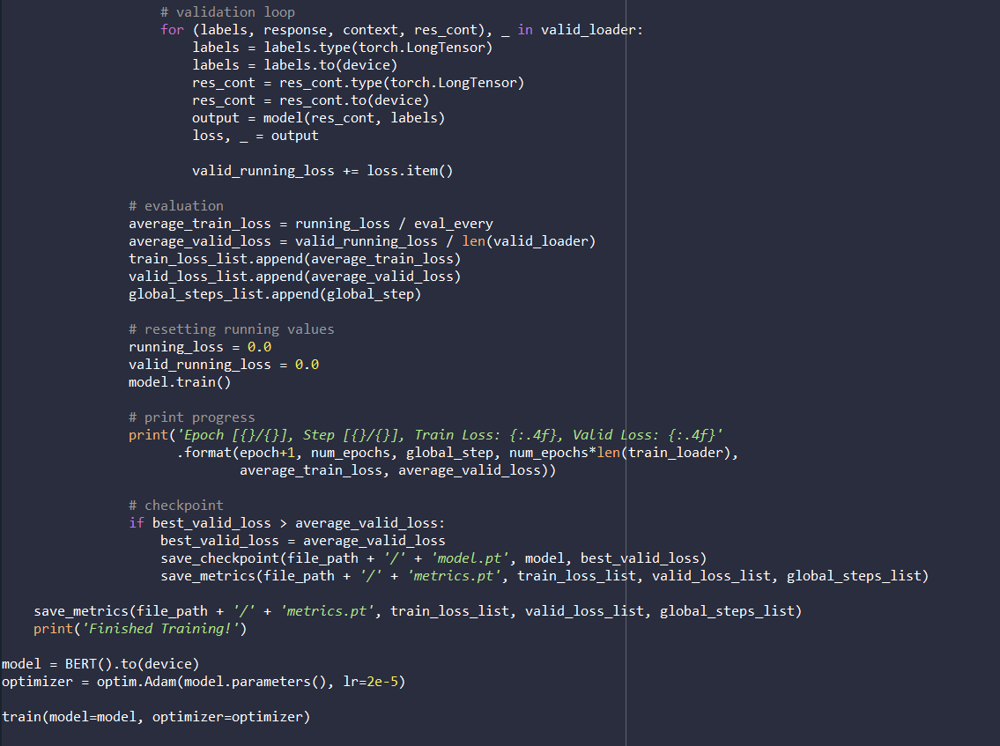 # validation loop
for (labels, response, context, res_cont), _ in valid_loader:
labels = labels.type(torch.LongTensor)
labels = labels.to(device)
res_cont = res_cont.type(torch.LongTensor)
res_cont = res_cont.to(device)
output = model(res_cont, labels)
loss, _ = output
valid_running_loss += loss.item()
# evaluation
average_train_loss = running_loss / eval_every
average_valid_loss = valid_running_loss / len(valid_loader)
train_loss_list.append(average_train_loss)
valid_loss_list.append(average_valid_loss)
global_steps_list.append(global_step)
# resetting running values
running_loss = 0.0
valid_running_loss = 0.0
model.train()
# print progress
print('Epoch [{}/{}], Step [{}/{}], Train Loss: {:.4f}, Valid Loss: {:.4f}'
.format(epoch+1, num_epochs, global_step, num_epochs*len(train_loader),
average_train_loss, average_valid_loss))
# checkpoint
if best_valid_loss > average_valid_loss:
best_valid_loss = average_valid_loss
save_checkpoint(file_path + '/' + 'model.pt', model, best_valid_loss)
save_metrics(file_path + '/' + 'metrics.pt', train_loss_list, valid_loss_list, global_steps_list)
save_metrics(file_path + '/' + 'metrics.pt', train_loss_list, valid_loss_list, global_steps_list)
print('Finished Training!')
model = BERT().to(device)
optimizer = optim.Adam(model.parameters(), lr=2e-5)
train(model=model, optimizer=optimizer)